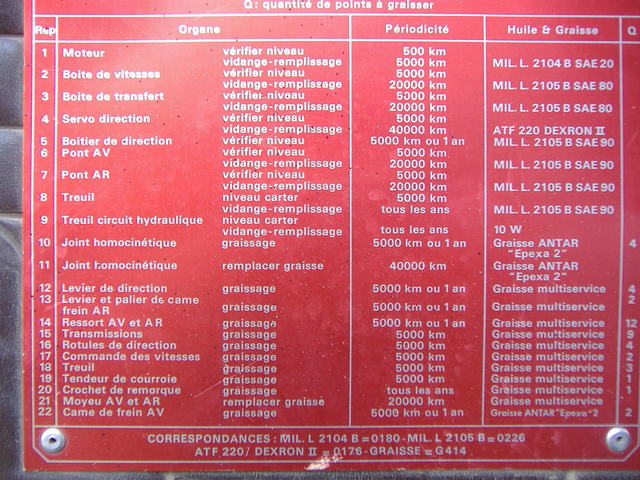 Q: quantité de points à graisser
Rep Organe Périodicité Huile & Graisse Q
1 Moteur vérifier niveau 500 km
vidange-remplissage 5000 km MIL. L. 2104 B SAE 20
2 Boite de vitesses vérifier niveau 5000 km
vidange-remplissage 20000 km MIL. L. 2105 B SAE 80
3 Boite de transfert vérifier niveau 5000 km
vidange-remplissage 20000 km MIL. L. 2105 B SAE 80
4 Servo direction vérifier niveau 5000 km
vidange-remplissage 40000 km ATF 220 DEXRON II
5 Boitier de direction vérifier niveau 5000 km ou 1 an MIL. L. 2105 B SAE 90
6 Pont AV vérifier niveau 5000 km
vidange-remplissage 20000 km MIL. L. 2105 B SAE 90
7 Pont AR vérifier niveau 5000 km
vidange-remplissage 20000 km MIL. L. 2105 B SAE 90
8 Treuil niveau carter 5000 km
vidange-remplissage tous les ans MIL. L. 2105 B SAE 90
9 Treuil circuit hydraulique niveau carter
vidange-remplissage tous les ans 10 W
10 Joint homocinétique graissage 5000 km ou 1 an Graisse ANTAR 4
"Epexa 2"
11 Joint homocinétique remplacer graisse 40000 km Graisse ANTAR
"Epexa 2"
12 Levier de direction graissage 5000 km ou 1 an Graisse multiservice 4
13 Levier et palier de came 2
frein AR graissage 5000 km ou 1 an Graisse multiservice
14 Ressort AV et AR graissage 5000 km ou 1 an Graisse multiservice 12
15 Transmissions graissage 5000 km Graisse multiservice 9
16 Rotules de direction graissage 5000 km Graisse multiservice 4
17 Commande des vitesses graissage 5000 km Graisse multiservice 2
18 Treuil graissage 5000 km Graisse multiservice 3
19 Tendeur de courroie graissage 5000 km Graisse multiservice 1
20 Crochet de remorque graissage tous les ans Graisse multiservice 1
21 Moyeu AV et AR remplacer graisse 20000 km Graisse multiservice
22 Came de frein AV graissage 5000 km ou 1 an Graisse ANTAR "Epexa" 2 2
CORRESPONDANCES : MIL. L 2104 B = 0180 - MIL. L 2105 B = 0226
ATF 220 / DEXRON II = 0176 - GRAISSE = G414